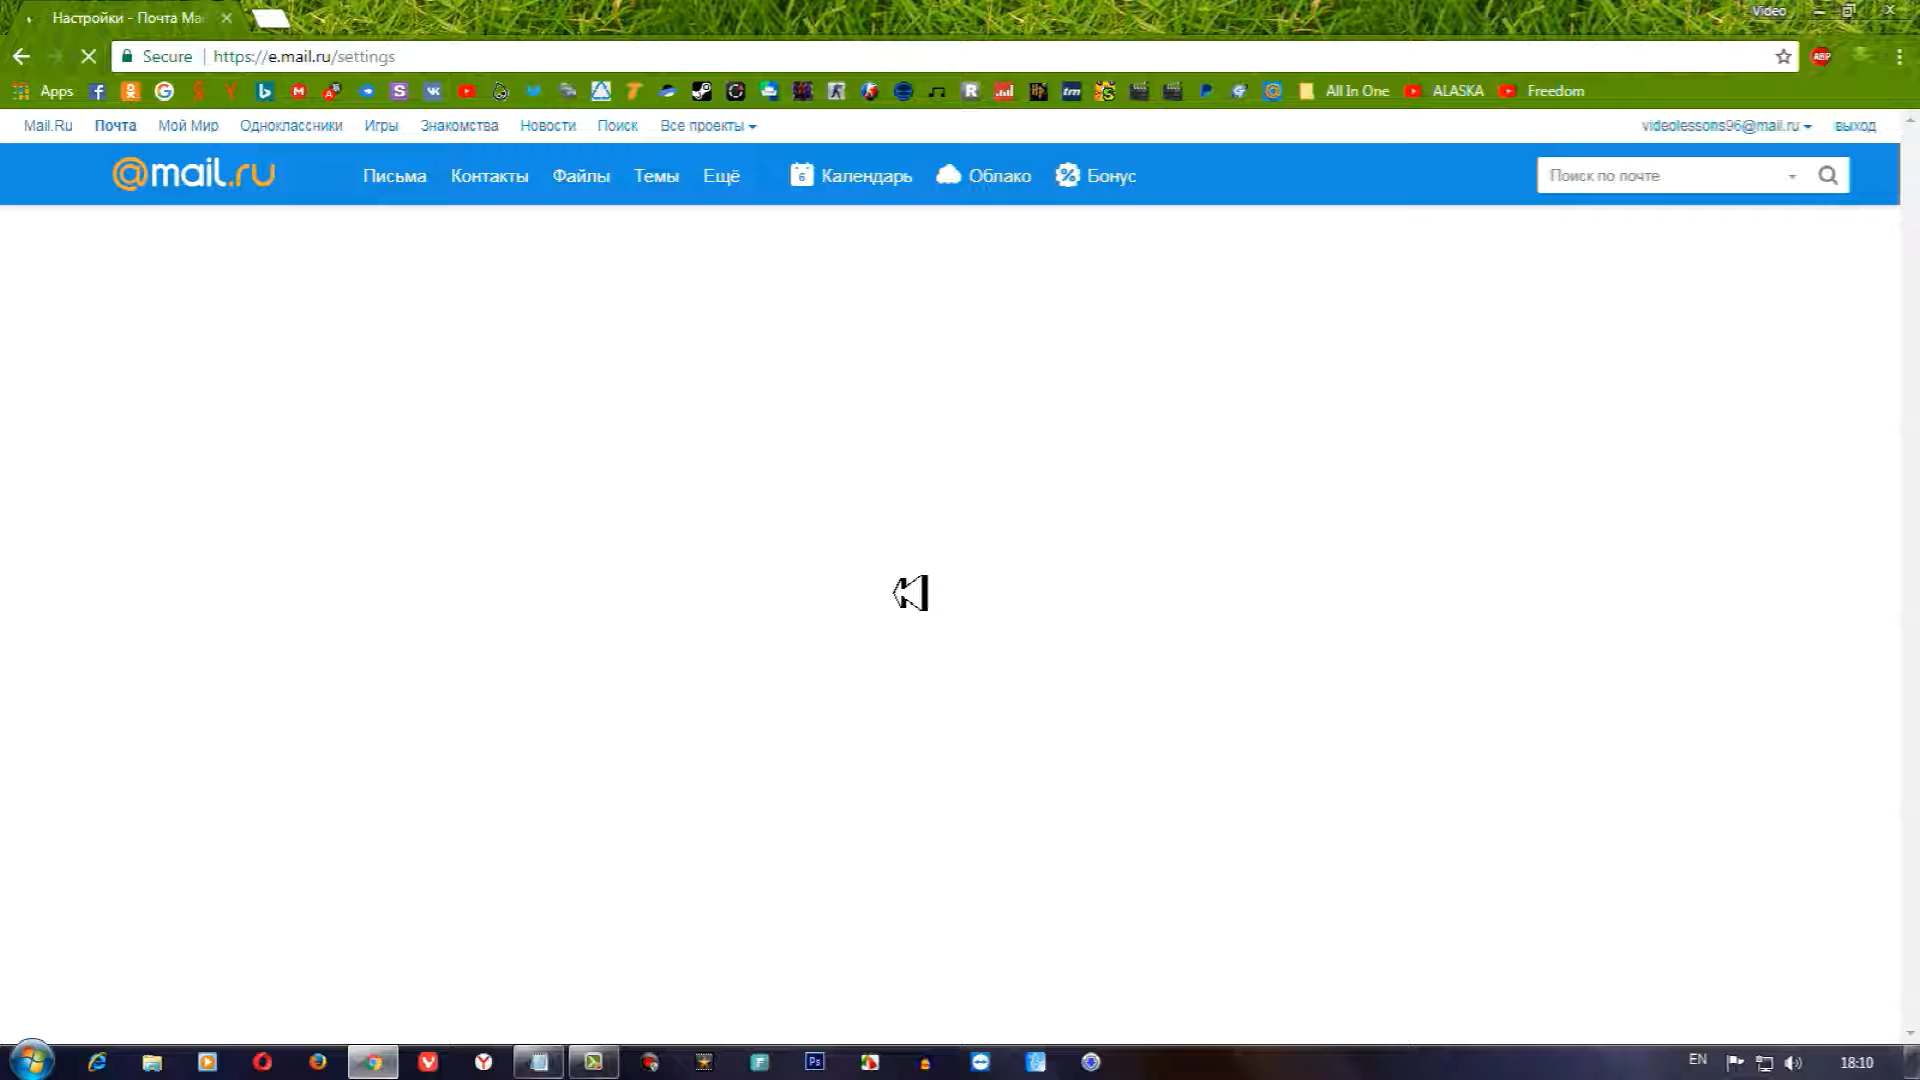 Настройки - Почта Ма
Video
Secure https://e.mail.ru/settings
Apps All In One ALASKA Freedom
Mail.Ru Почта Мой Мир Одноклассники Игры Знакомства Новости Поиск Все проекты videolessons96@mail.ru выход
@mail.ru Письма Контакты Файлы Темы Ещё 6 Календарь Облако % Бонус Поиск по почте
EN 18:10